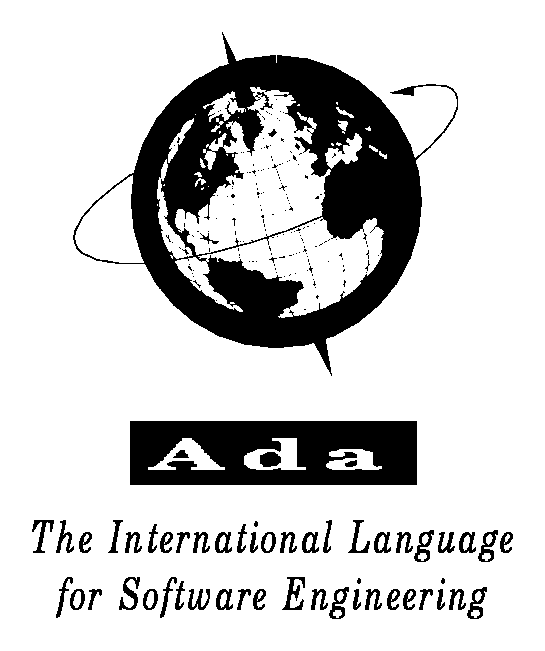 Ada
The International Language
for Software Engineering